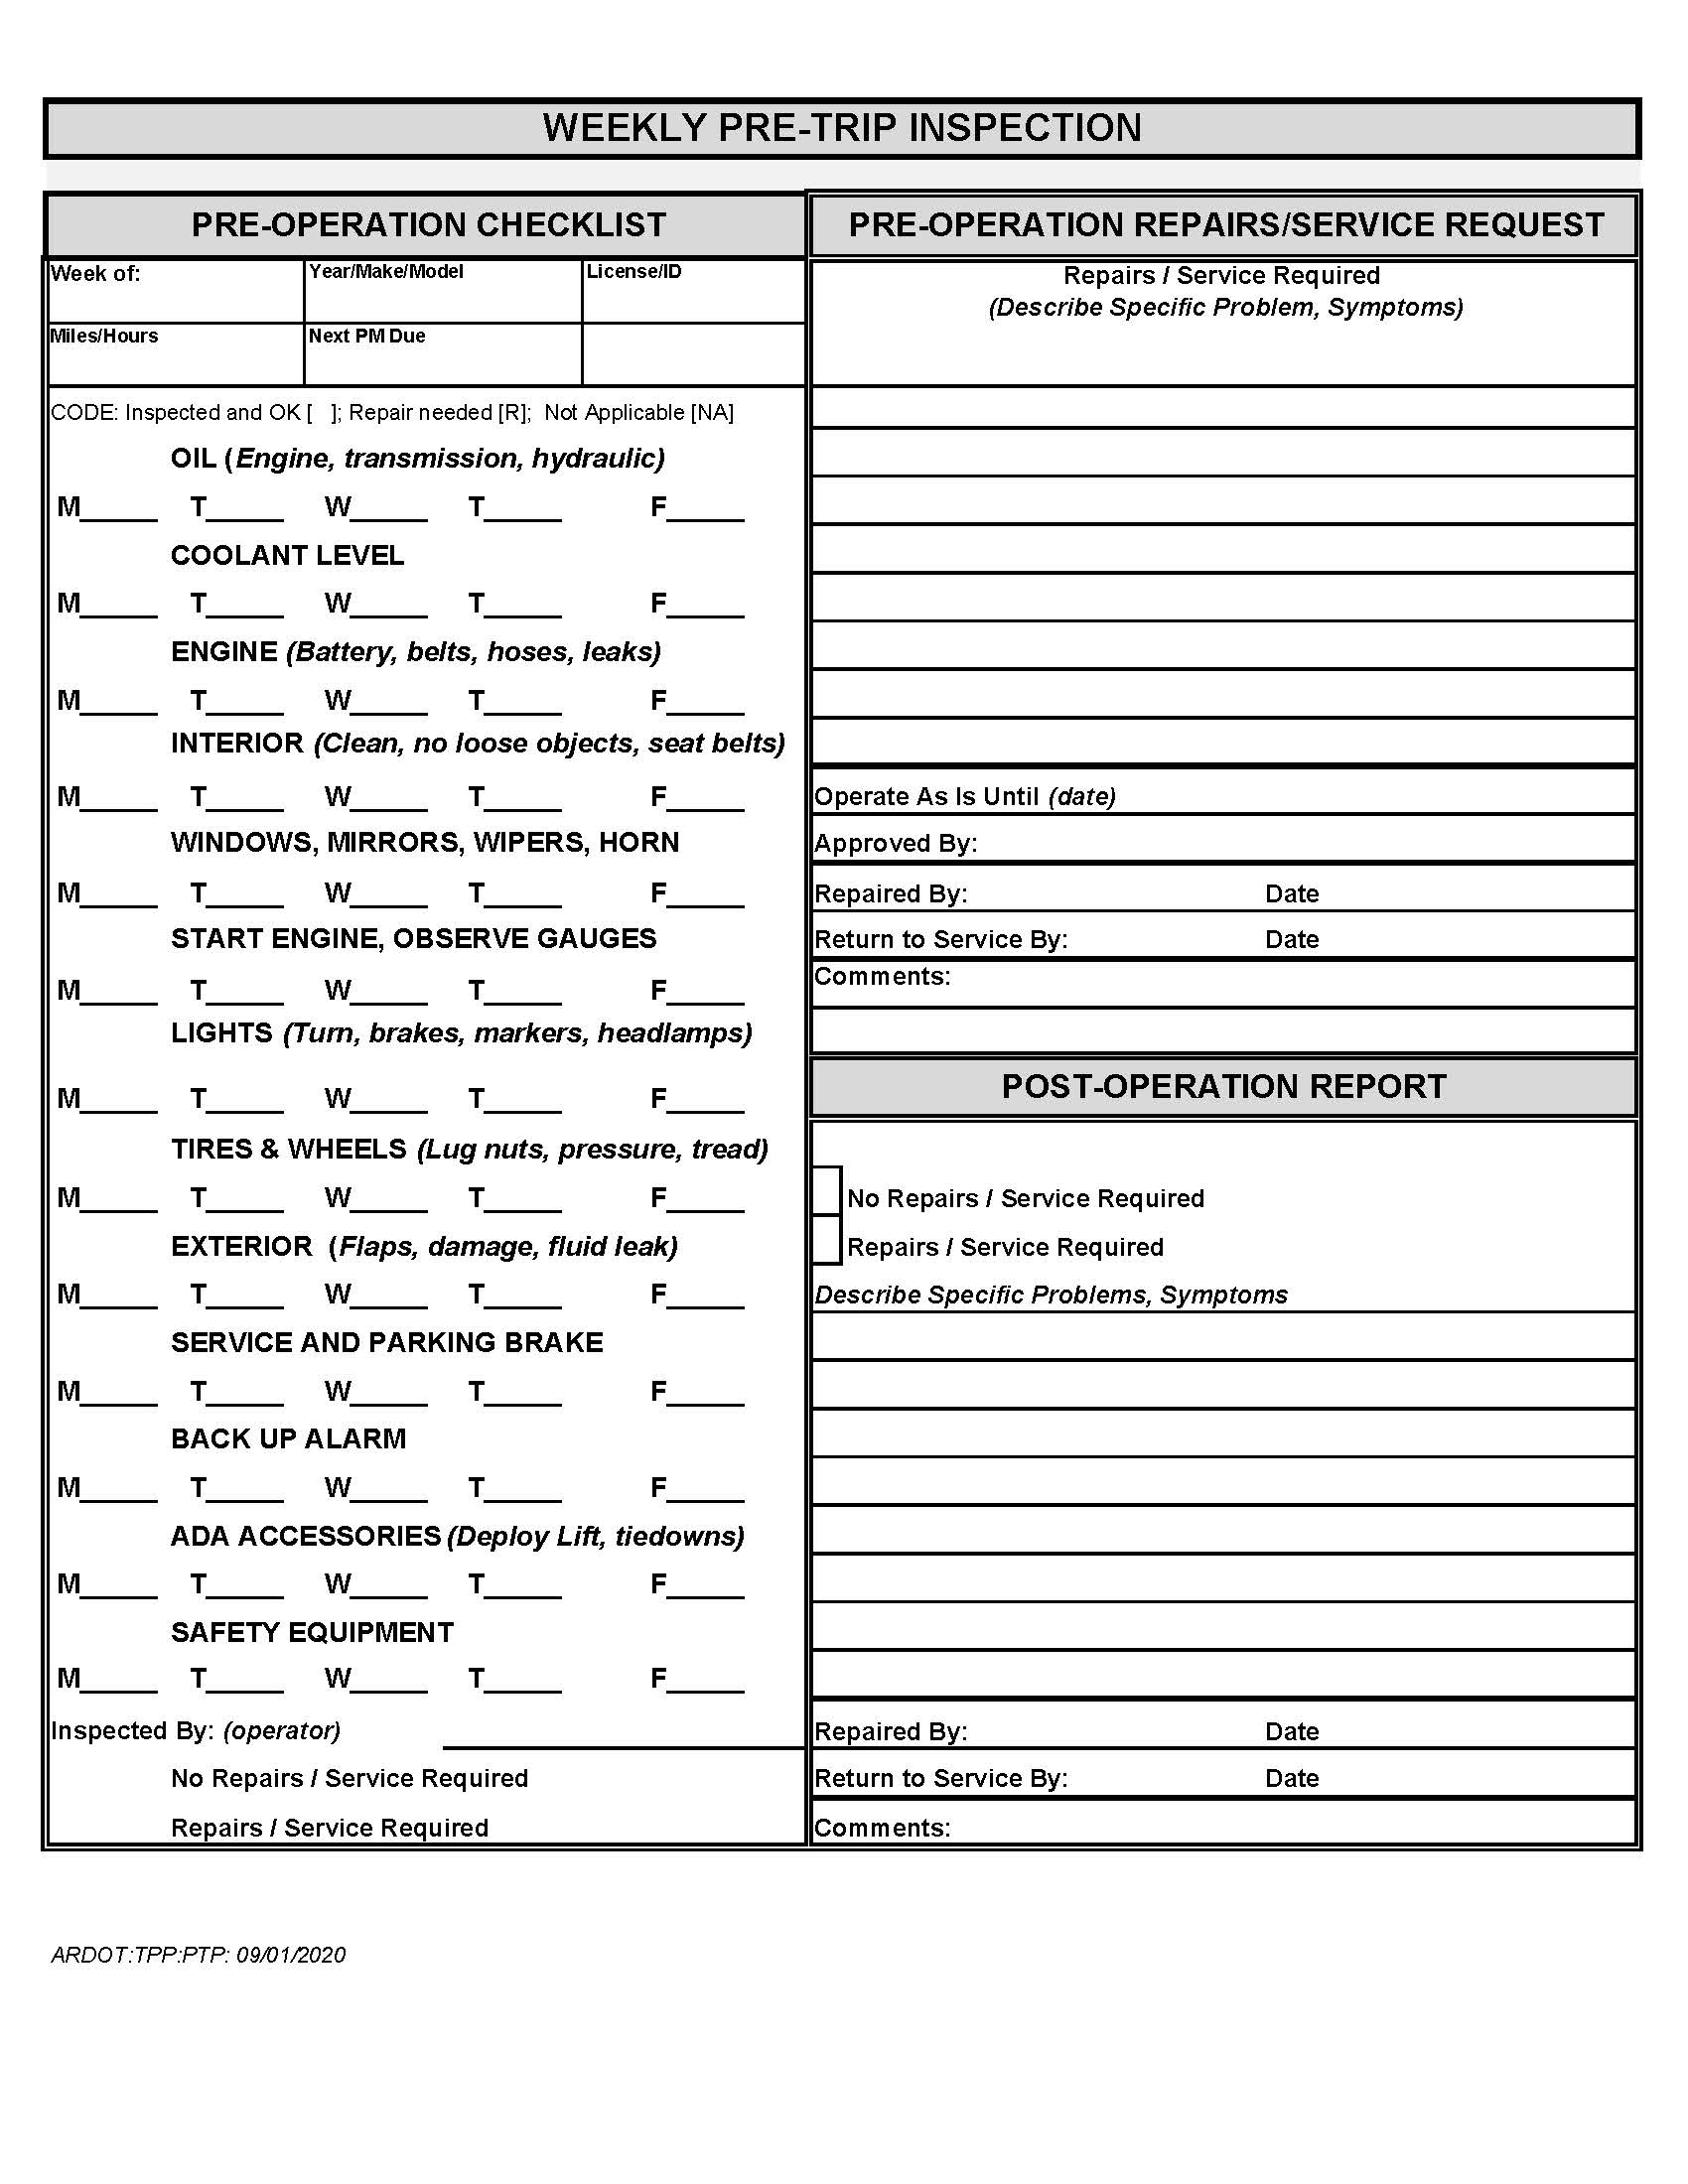 WEEKLY PRE-TRIP INSPECTION
PRE-OPERATION CHECKLIST
Week of:
Year/Make/Model
License/ID
Miles/Hours
Next PM Due
CODE: Inspected and OK [   ]; Repair needed [R];  Not Applicable [NA]
OIL (Engine, transmission, hydraulic)
M_____ T_____ W_____ T_____ F_____
COOLANT LEVEL
M_____ T_____ W_____ T_____ F_____
ENGINE (Battery, belts, hoses, leaks)
M_____ T_____ W_____ T_____ F_____
INTERIOR (Clean, no loose objects, seat belts)
M_____ T_____ W_____ T_____ F_____
WINDOWS, MIRRORS, WIPERS, HORN
M_____ T_____ W_____ T_____ F_____
START ENGINE, OBSERVE GAUGES
M_____ T_____ W_____ T_____ F_____
LIGHTS (Turn, brakes, markers, headlamps)
M_____ T_____ W_____ T_____ F_____
TIRES & WHEELS (Lug nuts, pressure, tread)
M_____ T_____ W_____ T_____ F_____
EXTERIOR  (Flaps, damage, fluid leak)
M_____ T_____ W_____ T_____ F_____
SERVICE AND PARKING BRAKE
M_____ T_____ W_____ T_____ F_____
BACK UP ALARM
M_____ T_____ W_____ T_____ F_____
ADA ACCESSORIES (Deploy Lift, tiedowns)
M_____ T_____ W_____ T_____ F_____
SAFETY EQUIPMENT
M_____ T_____ W_____ T_____ F_____
Inspected By: (operator)
No Repairs / Service Required
Repairs / Service Required
PRE-OPERATION REPAIRS/SERVICE REQUEST
Repairs / Service Required
(Describe Specific Problem, Symptoms)
Operate As Is Until (date)
Approved By:
Repaired By: Date
Return to Service By: Date
Comments:
POST-OPERATION REPORT
No Repairs / Service Required
Repairs / Service Required
Describe Specific Problems, Symptoms
Repaired By: Date
Return to Service By: Date
Comments:
ARDOT:TPP:PTP: 09/01/2020